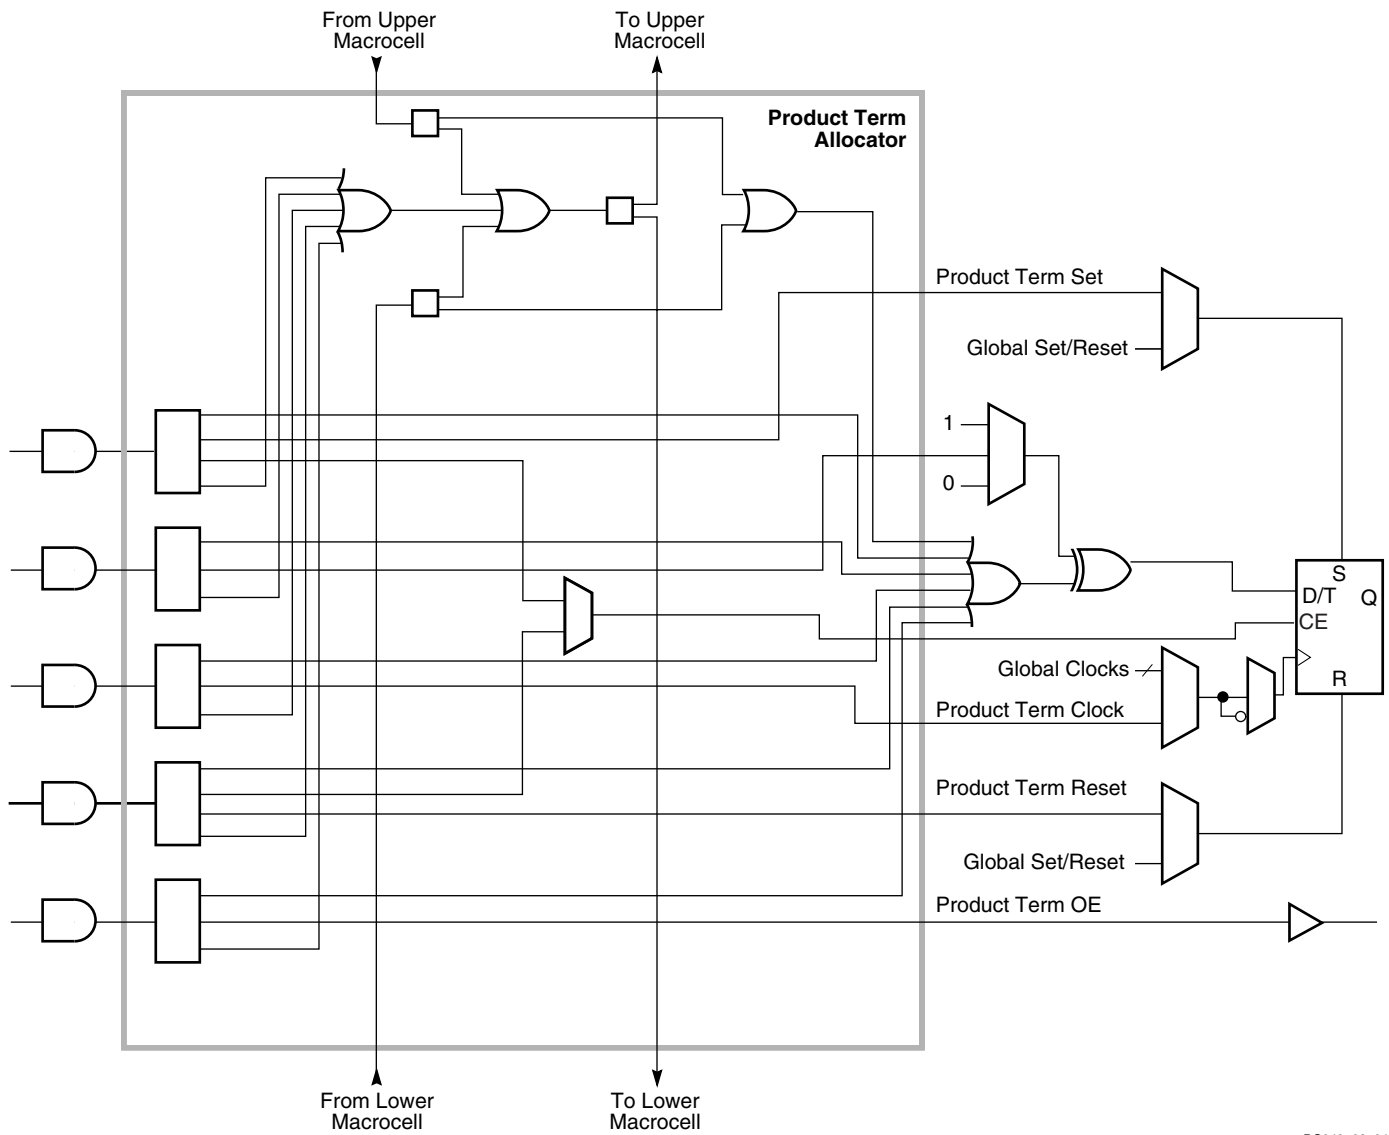 From Upper
Macrocell
To Upper
Macrocell
Product Term
Allocator
Product Term Set
Global Set/Reset
1
0
S
D/T
Q
CE
R
Global Clocks
Product Term Clock
Product Term Reset
Global Set/Reset
Product Term OE
From Lower
Macrocell
To Lower
Macrocell